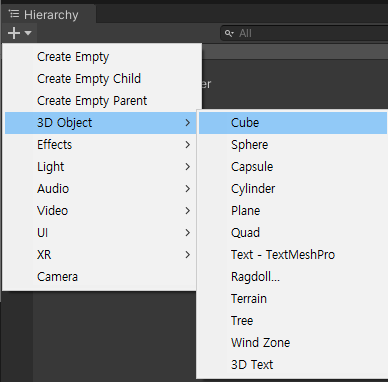 Hierarchy
All
Create Empty
Create Empty Child
Create Empty Parent
3D Object
Effects
Light
Audio
Video
UI
XR
Camera
Cube
Sphere
Capsule
Cylinder
Plane
Quad
Text - TextMeshPro
Ragdoll...
Terrain
Tree
Wind Zone
3D Text